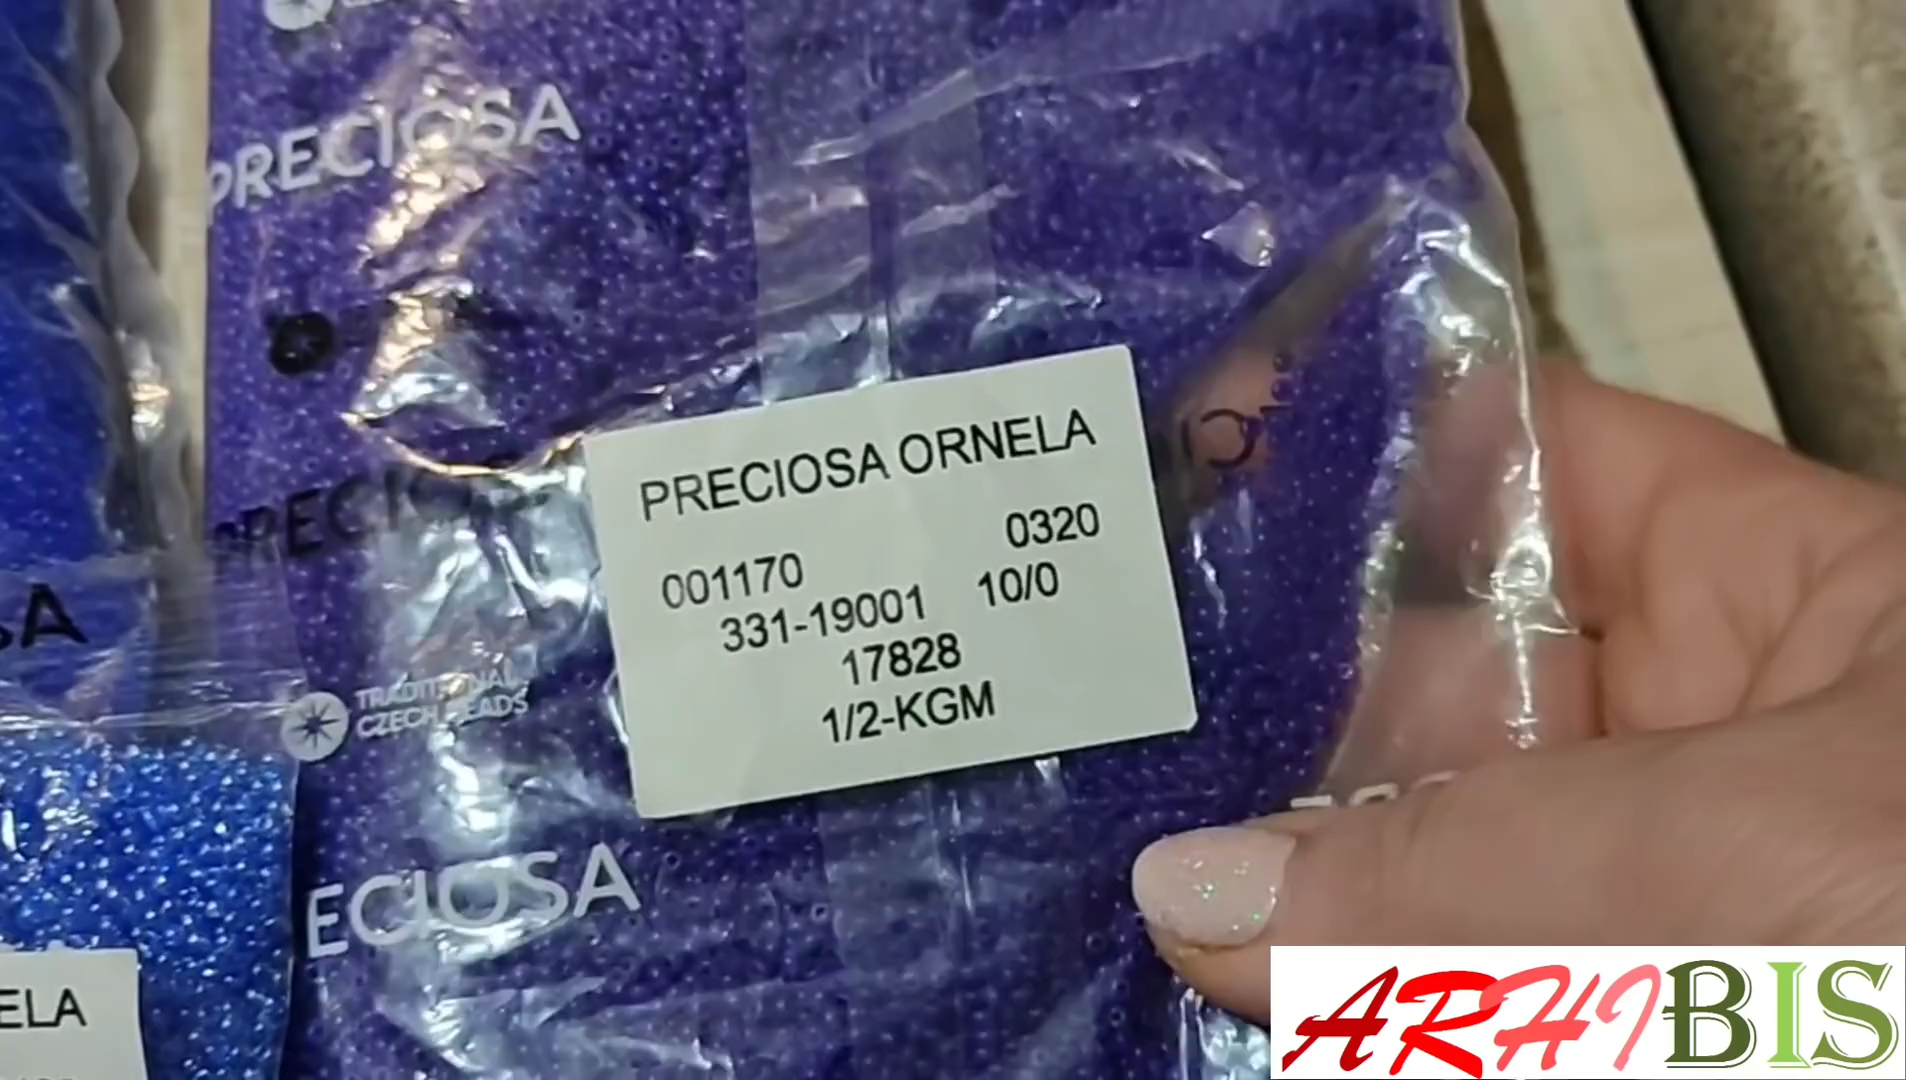 PRECIOSA
PRECIOSA ORNELA
001170 0320
331-19001 10/0
17828
1/2-KGM
TRADITIONAL
CZECH BEADS
ECIOSA
SA
ELA
ARHIBIS